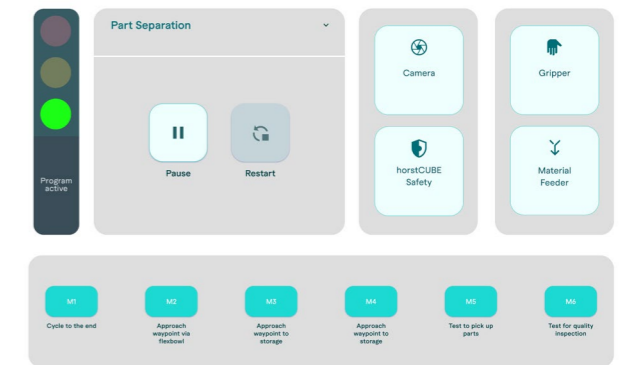 Part Separation
Camera
Gripper
Pause
Restart
horstCUBE
Safety
Material
Feeder
Program
active
M1
M2
M3
M4
M5
M6
Cycle to the end
Approach
waypoint via
flexbowl
Approach
waypoint to
storage
Approach
waypoint to
storage
Test to pick up
parts
Test for quality
inspection